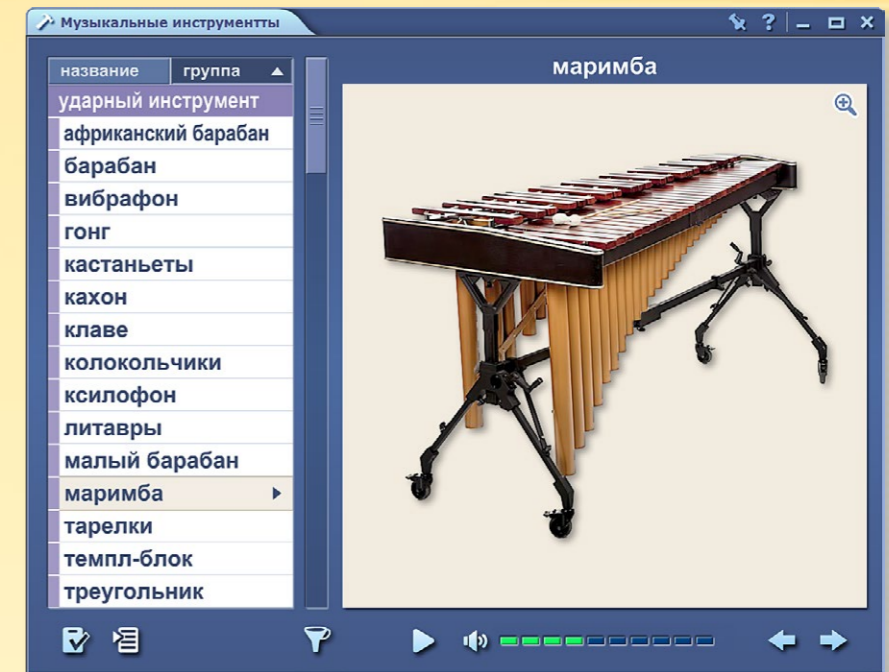 Музыкальные инструментты
?
название группа
маримба
ударный инструмент
африканский барабан
барабан
вибрафон
гонг
кастаньеты
кахон
клаве
колокольчики
ксилофон
литавры
малый барабан
маримба
тарелки
темпл-блок
треугольник